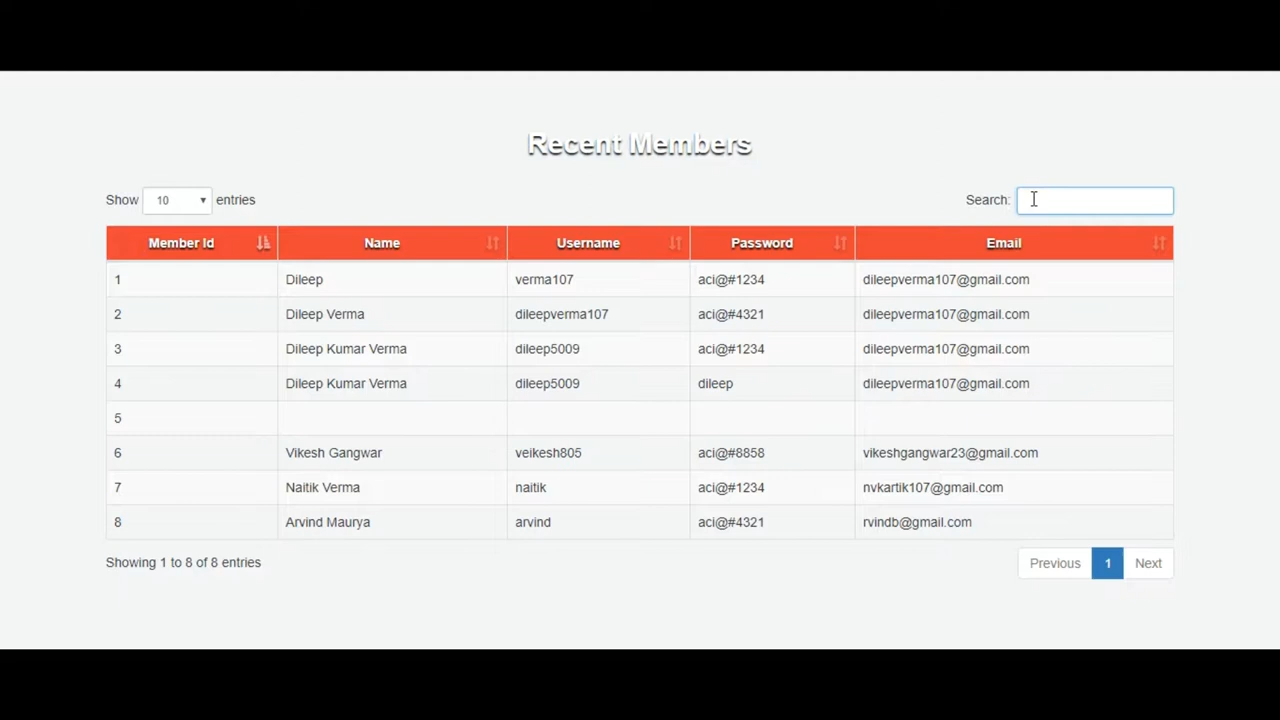 Recent Members
Show 10 entries Search:
Member Id Name Username Password Email
1 Dileep verma107 aci@#1234 dileepverma107@gmail.com
2 Dileep Verma dileepverma107 aci@#4321 dileepverma107@gmail.com
3 Dileep Kumar Verma dileep5009 aci@#1234 dileepverma107@gmail.com
4 Dileep Kumar Verma dileep5009 dileep dileepverma107@gmail.com
5
6 Vikesh Gangwar veikesh805 aci@#8858 vikeshgangwar23@gmail.com
7 Naitik Verma naitik aci@#1234 nvkartik107@gmail.com
8 Arvind Maurya arvind aci@#4321 rvindb@gmail.com
Showing 1 to 8 of 8 entries Previous 1 Next